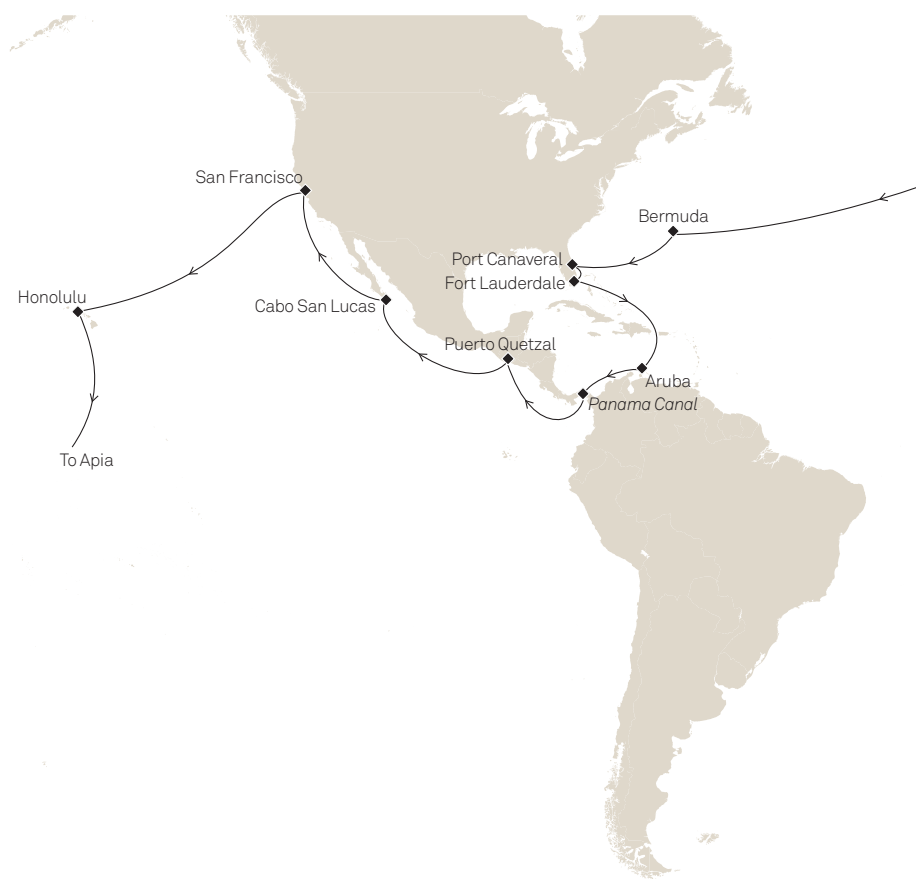 San Francisco
Bermuda
Port Canaveral
Fort Lauderdale
Honolulu
Cabo San Lucas
Puerto Quetzal
Aruba
Panama Canal
To Apia